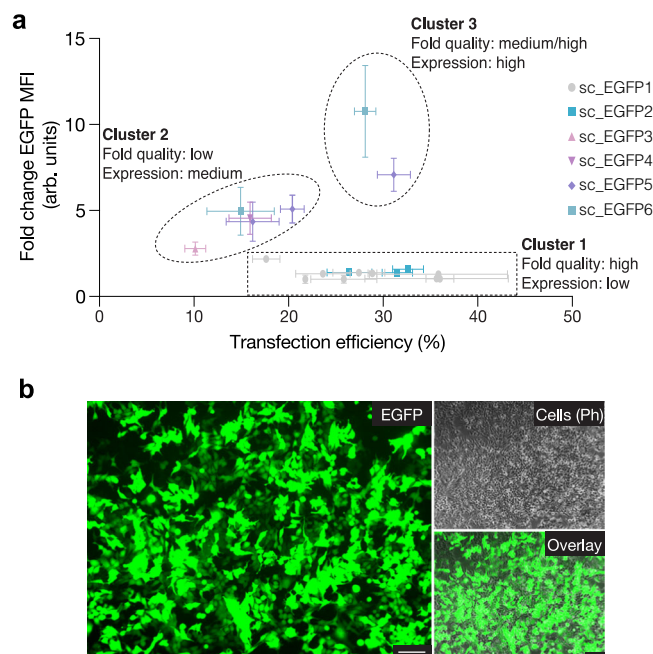 a
15
10
5
0
Fold change EGFP MFI
(arb. units)
0
10
20
30
40
50
Transfection efficiency (%)
Cluster 3
Fold quality: medium/high
Expression: high
Cluster 2
Fold quality: low
Expression: medium
Cluster 1
Fold quality: high
Expression: low
sc_EGFP1
sc_EGFP2
sc_EGFP3
sc_EGFP4
sc_EGFP5
sc_EGFP6
b
EGFP
Cells (Ph)
Overlay